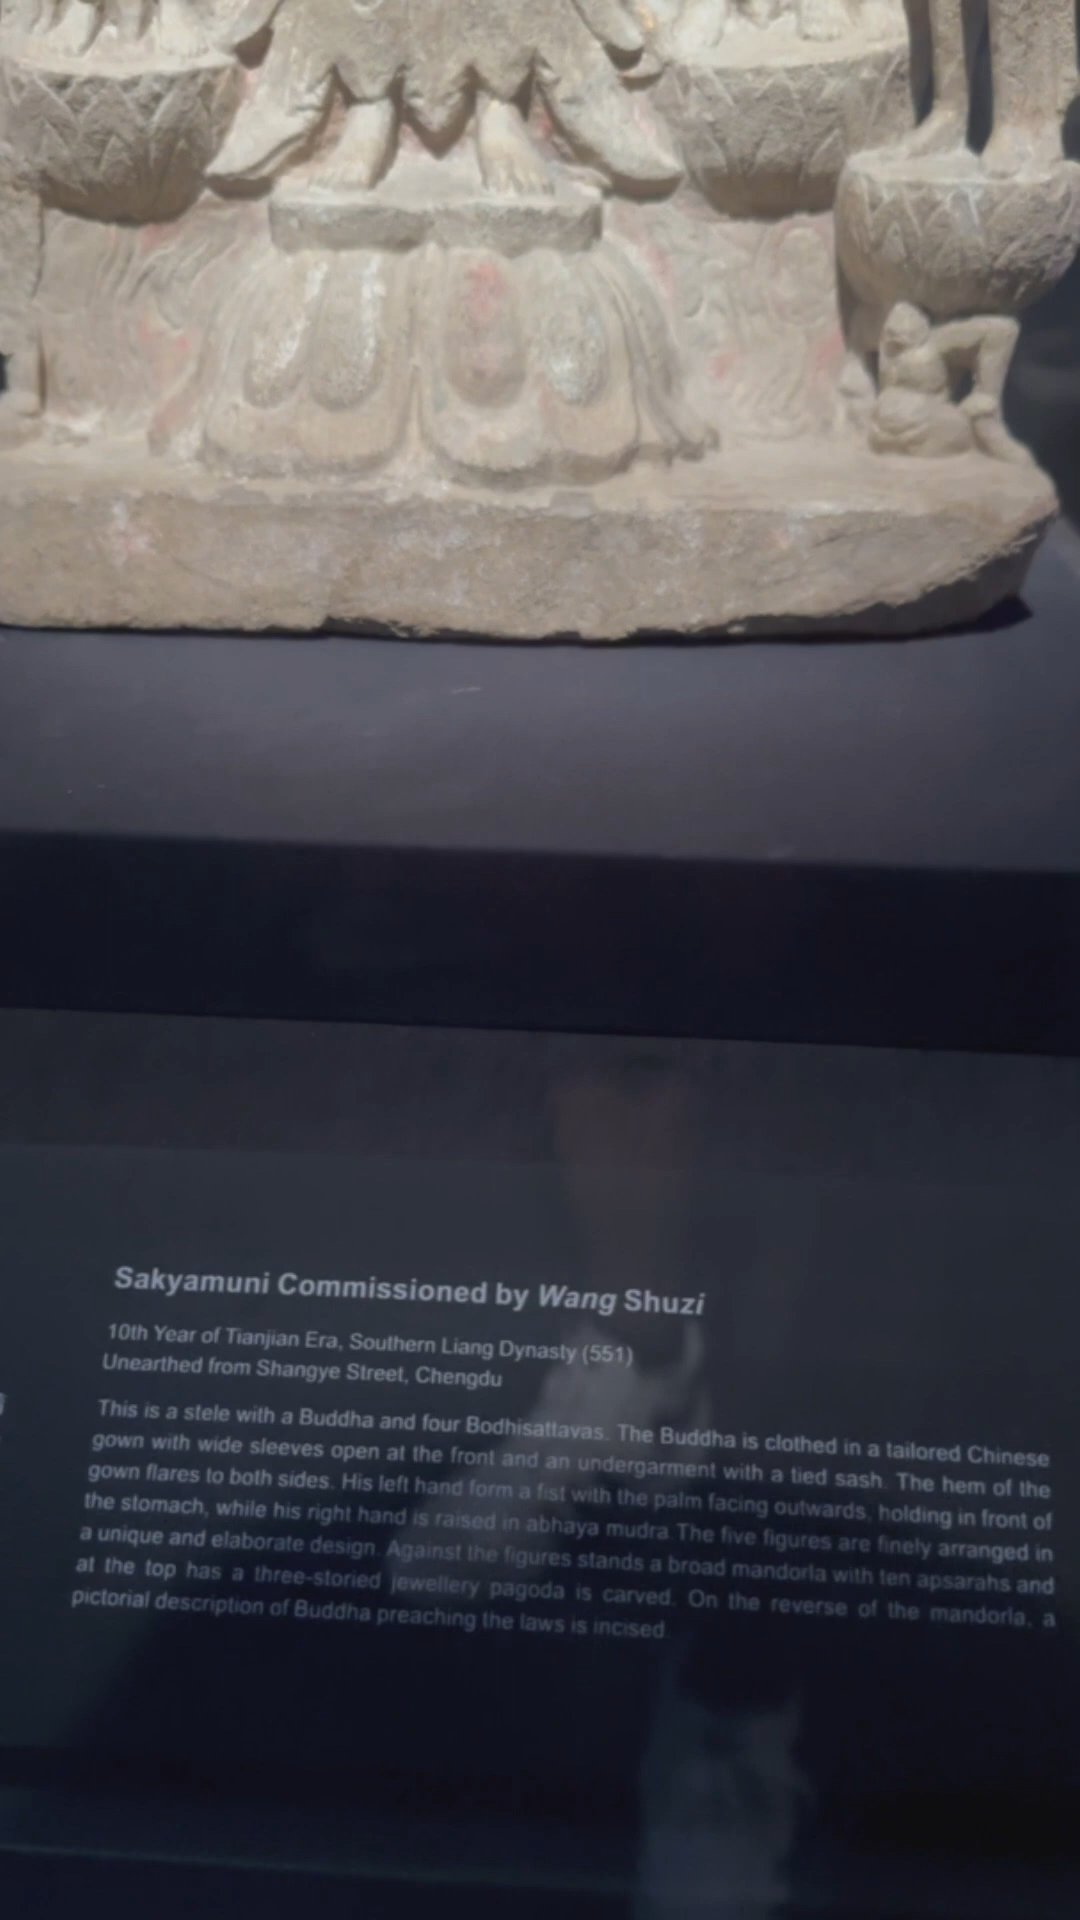 Sakyamuni Commissioned by Wang Shuzi
10th Year of Tianjian Era, Southern Liang Dynasty (551)
Unearthed from Shangye Street, Chengdu
This is a stele with a Buddha and four Bodhisattavas. The Buddha is clothed in a tailored Chinese
gown with wide sleeves open at the front and an undergarment with a tied sash. The hem of the
gown flares to both sides. His left hand form a fist with the palm facing outwards, holding in front of
the stomach, while his right hand is raised in abhaya mudra.The five figures are finely arranged in
a unique and elaborate design. Against the figures stands a broad mandorla with ten apsarahs and
at the top has a three-storied jewellery pagoda is carved. On the reverse of the mandorla, a
pictorial description of Buddha preaching the laws is incised.